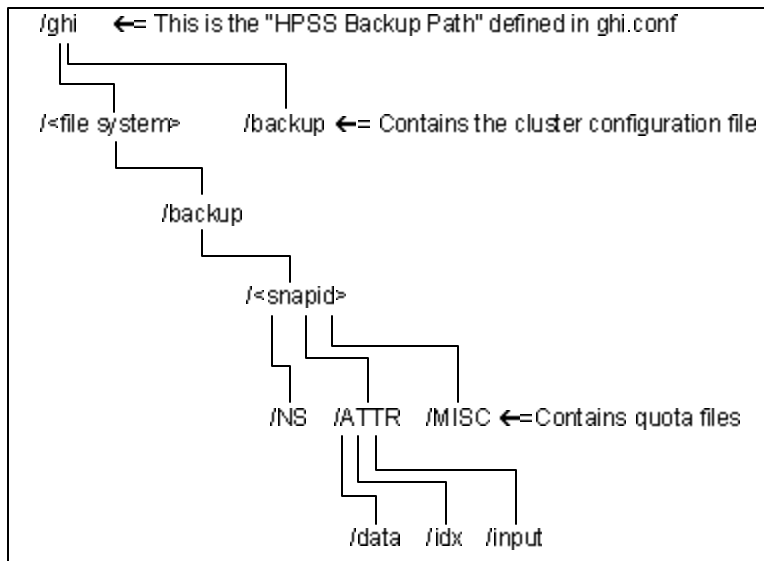 /ghi ⬅= This is the "HPSS Backup Path" defined in ghi.conf
/<file system> /backup ⬅= Contains the cluster configuration file
/backup
/<snapid>
/NS /ATTR /MISC ⬅=Contains quota files
/data /idx /input